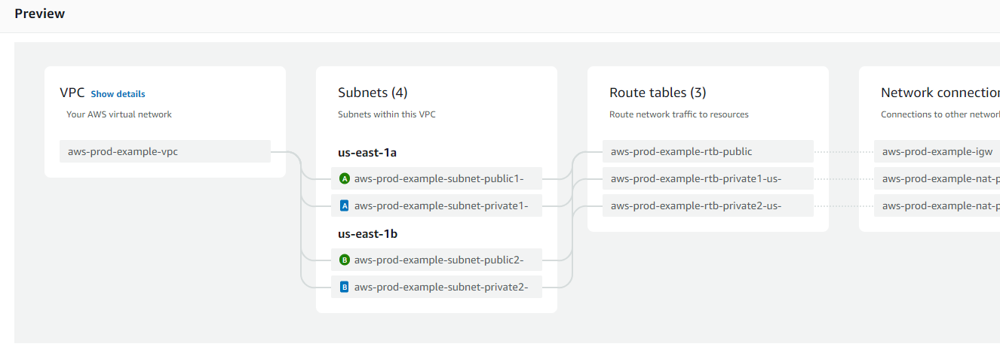 Preview
VPC Show details
Your AWS virtual network
aws-prod-example-vpc
Subnets (4)
Subnets within this VPC
us-east-1a
A aws-prod-example-subnet-public1-
A aws-prod-example-subnet-private1-
us-east-1b
B aws-prod-example-subnet-public2-
B aws-prod-example-subnet-private2-
Route tables (3)
Route network traffic to resources
aws-prod-example-rtb-public
aws-prod-example-rtb-private1-us-
aws-prod-example-rtb-private2-us-
Network connection
Connections to other network
aws-prod-example-igw
aws-prod-example-nat-p
aws-prod-example-nat-p